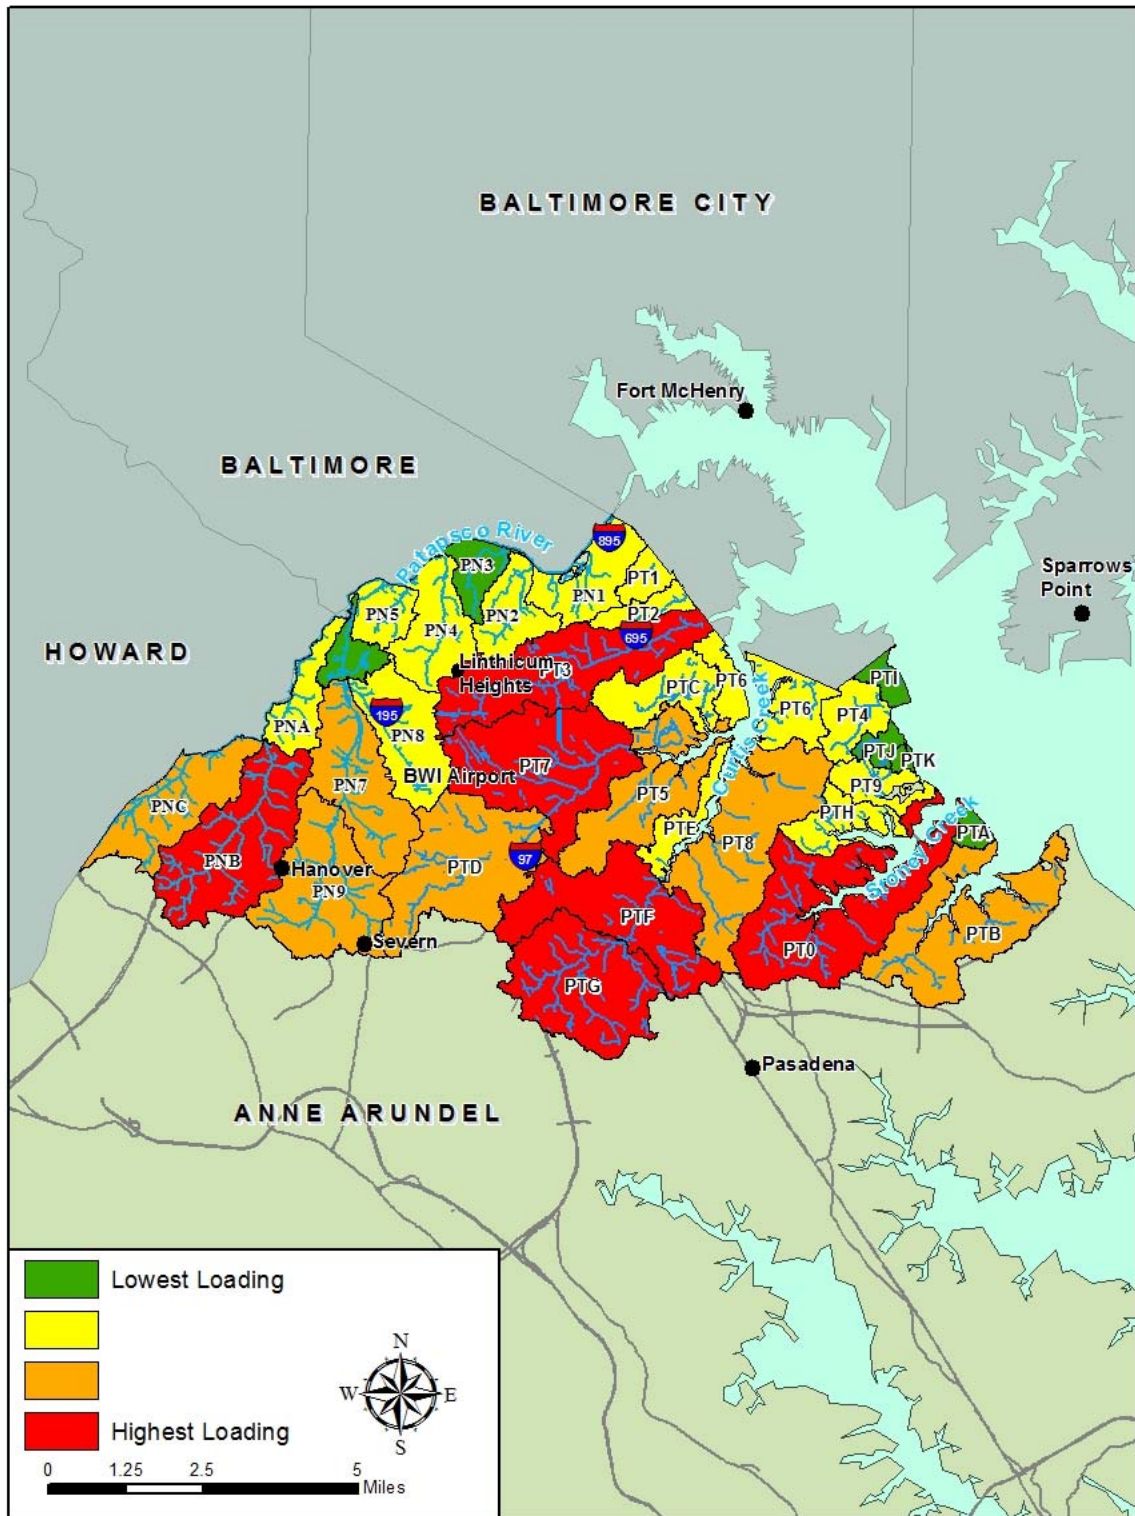 BALTIMORE CITY
Fort McHenry
BALTIMORE
Patapsco River
895
PN3
Sparrows
Point
PT1
PN5
PN2
PN1
PT2
PN4
695
HOWARD
Linthicum
Heights
PT3
PTC
PT6
PTI
PT6
PT4
195
PNA
PN8
Curtis Creek
PTJ
PTK
PT7
BWI Airport
PNC
PN7
PT5
PT9
PTH
PTE
PTA
PT8
Stoney Creek
PNB
Hanover
PTD
97
PN9
PTF
PTB
Severn
PT0
PTG
Pasadena
ANNE ARUNDEL
Lowest Loading
Highest Loading
N
W
E
S
0 1.25 2.5 5
Miles